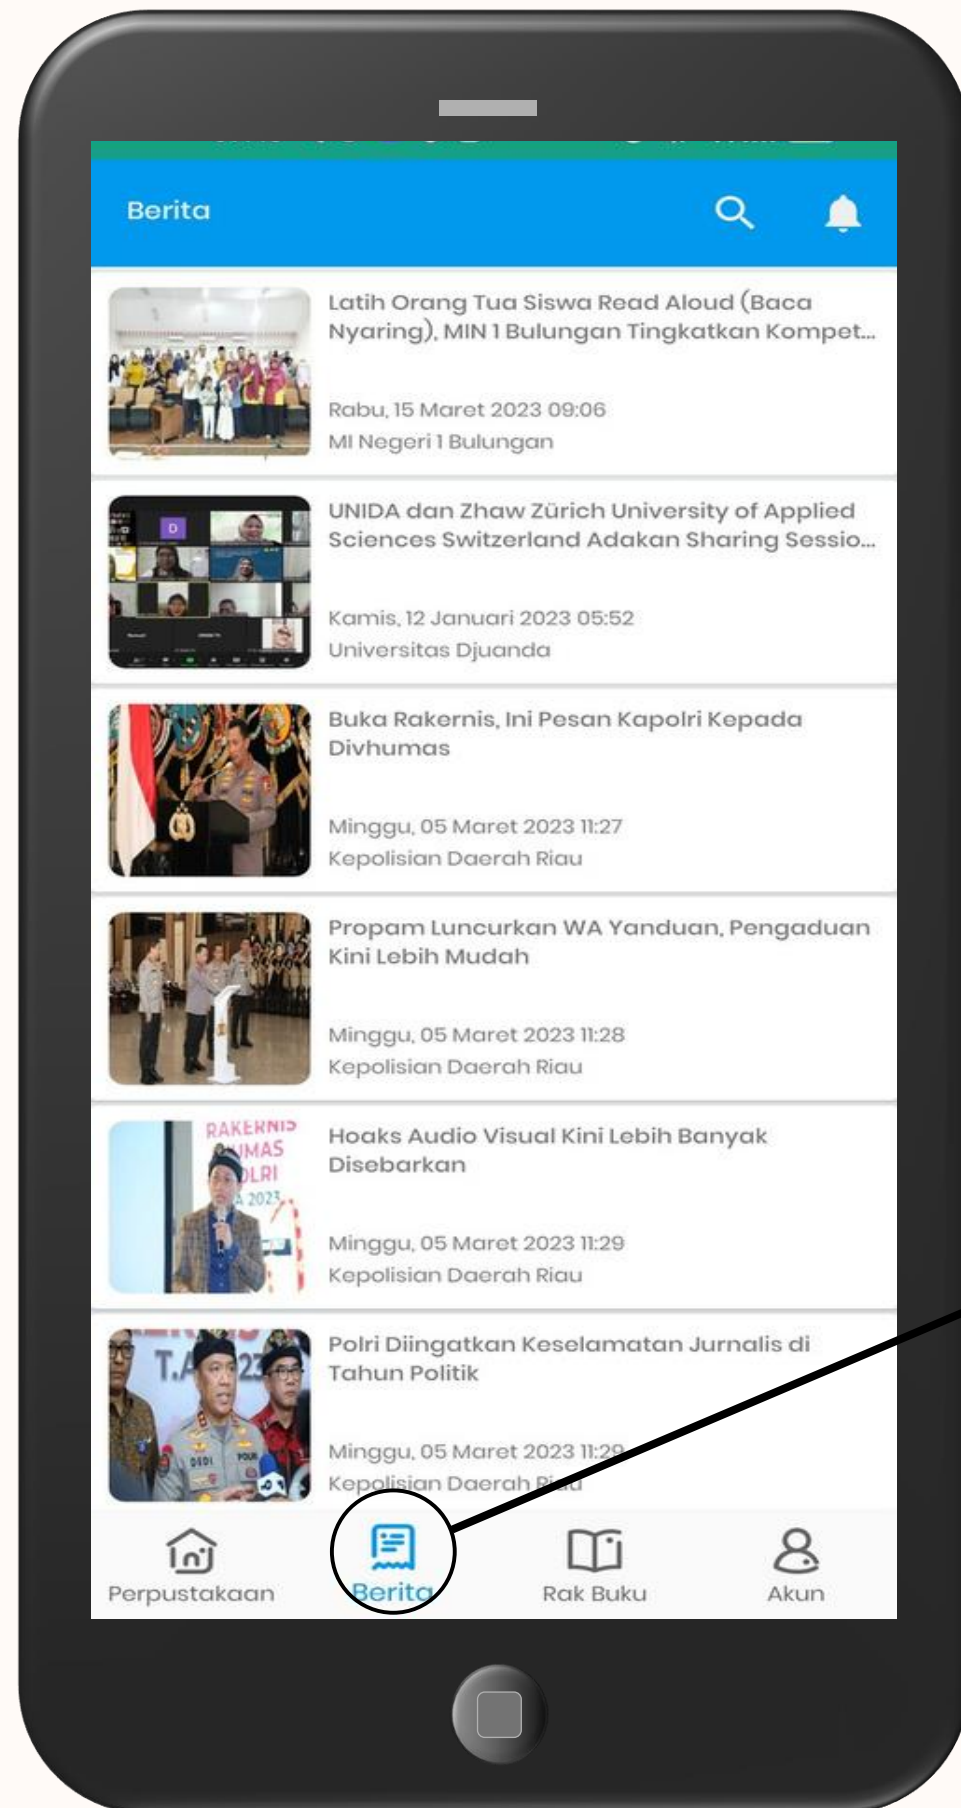 Berita
Latih Orang Tua Siswa Read Aloud (Baca
Nyaring), MIN 1 Bulungan Tingkatkan Kompet...
Rabu, 15 Maret 2023 09:06
MI Negeri 1 Bulungan
D
UNIDA dan Zhaw Zürich University of Applied
Sciences Switzerland Adakan Sharing Sessio...
Kamis, 12 Januari 2023 05:52
Universitas Djuanda
Buka Rakernis, Ini Pesan Kapolri Kepada
Divhumas
Minggu, 05 Maret 2023 11:27
Kepolisian Daerah Riau
Propam Luncurkan WA Yanduan, Pengaduan
Kini Lebih Mudah
Minggu, 05 Maret 2023 11:28
Kepolisian Daerah Riau
RAKERNIS
2023
Hoaks Audio Visual Kini Lebih Banyak
Disebarkan
Minggu, 05 Maret 2023 11:29
Kepolisian Daerah Riau
T.A
23
DEDI
POLRI
Polri Diingatkan Keselamatan Jurnalis di
Tahun Politik
Minggu, 05 Maret 2023 11:29
Kepolisian Daerah Riau
Perpustakaan
Berita
Rak Buku
Akun